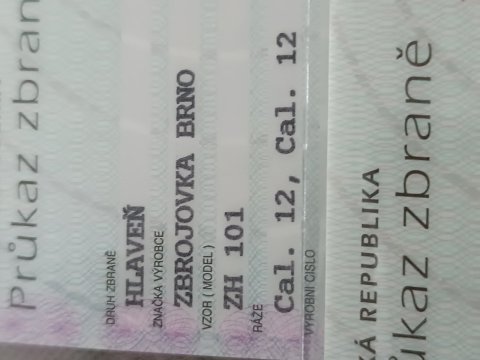 Průkaz zbran
DRUH ZBRANĚ
HLAVEŇ
ZNAČKA VÝROBCE
ZBROJOVKA BRNO
VZOR ( MODEL )
ZH 101
RÁŽE
Cal. 12, Cal. 12
VÝROBNÍ ČÍSLO
KÁ REPUBLIKA
ůkaz zbraně